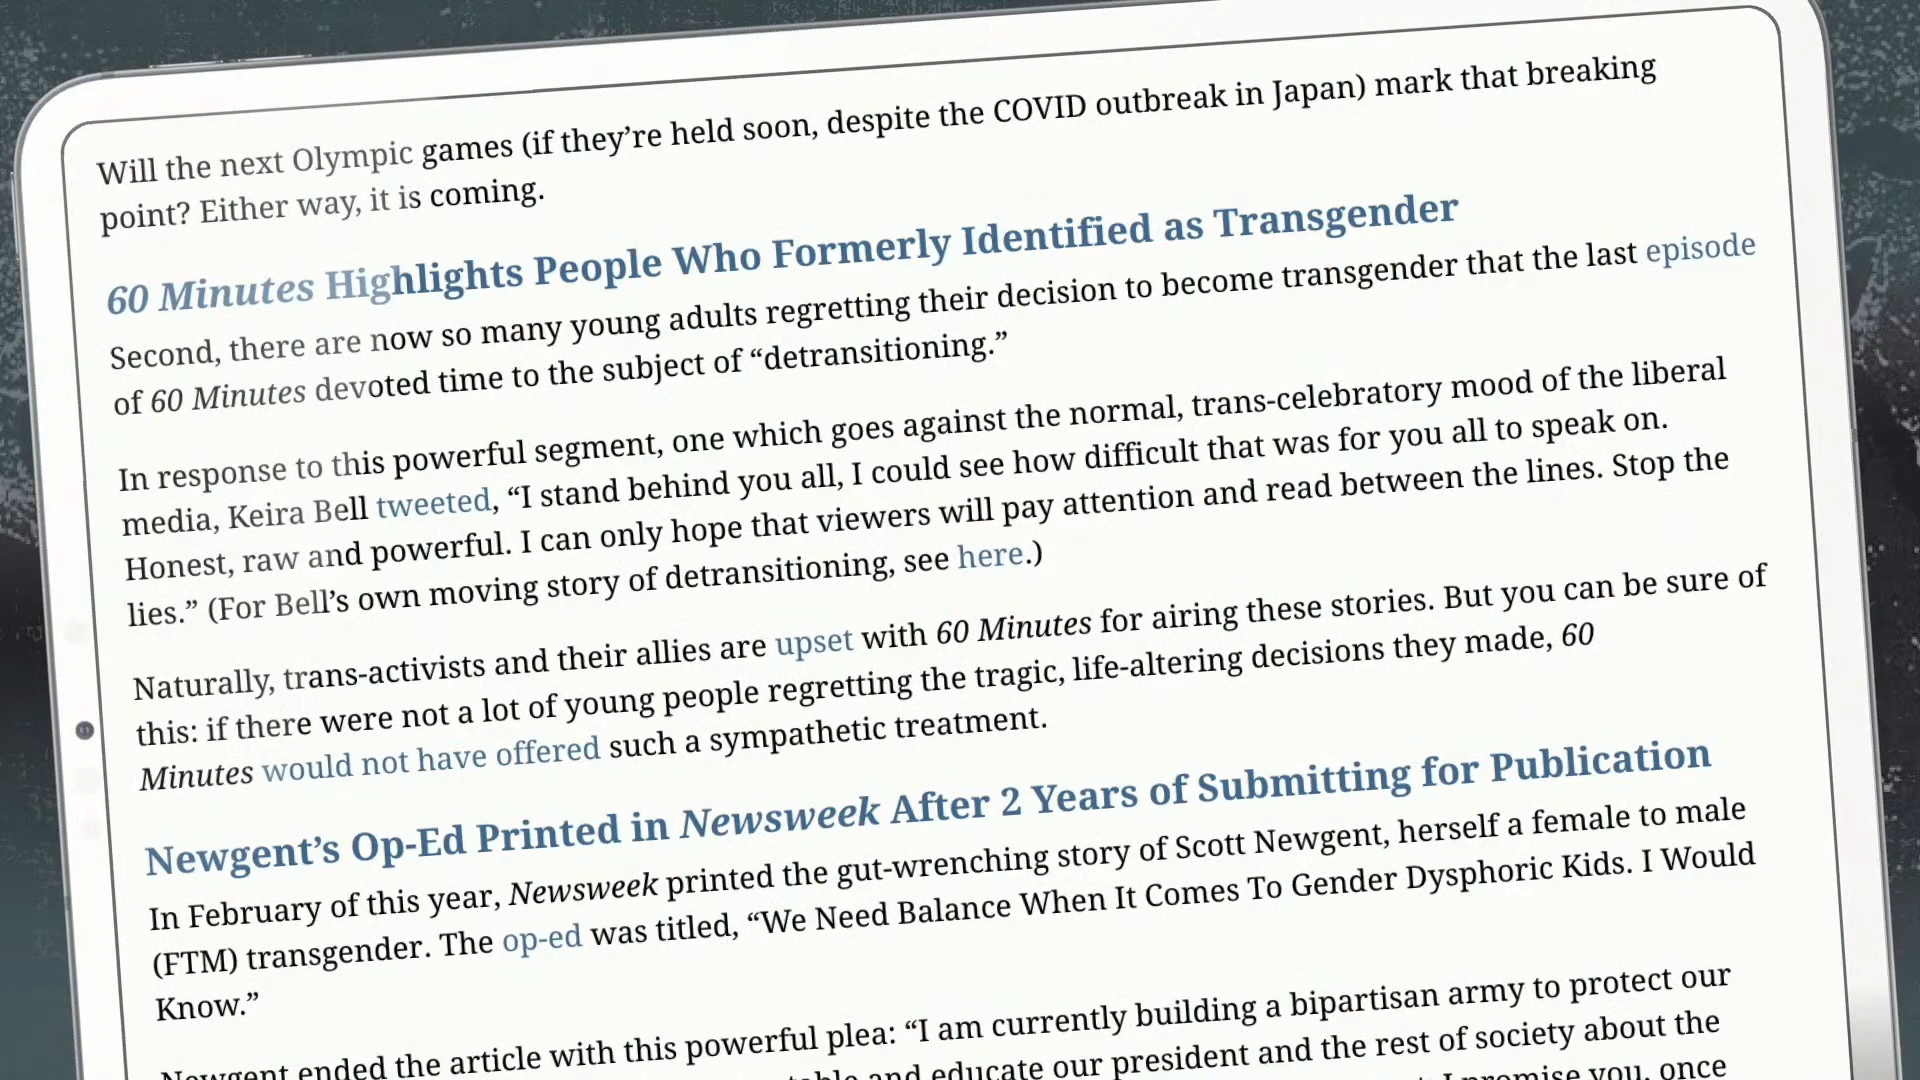 Will the next Olympic games (if they’re held soon, despite the COVID outbreak in Japan) mark that breaking
point? Either way, it is coming.
60 Minutes Highlights People Who Formerly Identified as Transgender
Second, there are now so many young adults regretting their decision to become transgender that the last episode
of 60 Minutes devoted time to the subject of “detransitioning.”
In response to this powerful segment, one which goes against the normal, trans-celebratory mood of the liberal
media, Keira Bell tweeted, “I stand behind you all, I could see how difficult that was for you all to speak on.
Honest, raw and powerful. I can only hope that viewers will pay attention and read between the lines. Stop the
lies.” (For Bell’s own moving story of detransitioning, see here.)
Naturally, trans-activists and their allies are upset with 60 Minutes for airing these stories. But you can be sure of
this: if there were not a lot of young people regretting the tragic, life-altering decisions they made, 60
Minutes would not have offered such a sympathetic treatment.
Newgent’s Op-Ed Printed in Newsweek After 2 Years of Submitting for Publication
In February of this year, Newsweek printed the gut-wrenching story of Scott Newgent, herself a female to male
(FTM) transgender. The op-ed was titled, “We Need Balance When It Comes To Gender Dysphoric Kids. I Would
Know.”
Newgent ended the article with this powerful plea: “I am currently building a bipartisan army to protect our
and educate our president and the rest of society about the
I promise you, once